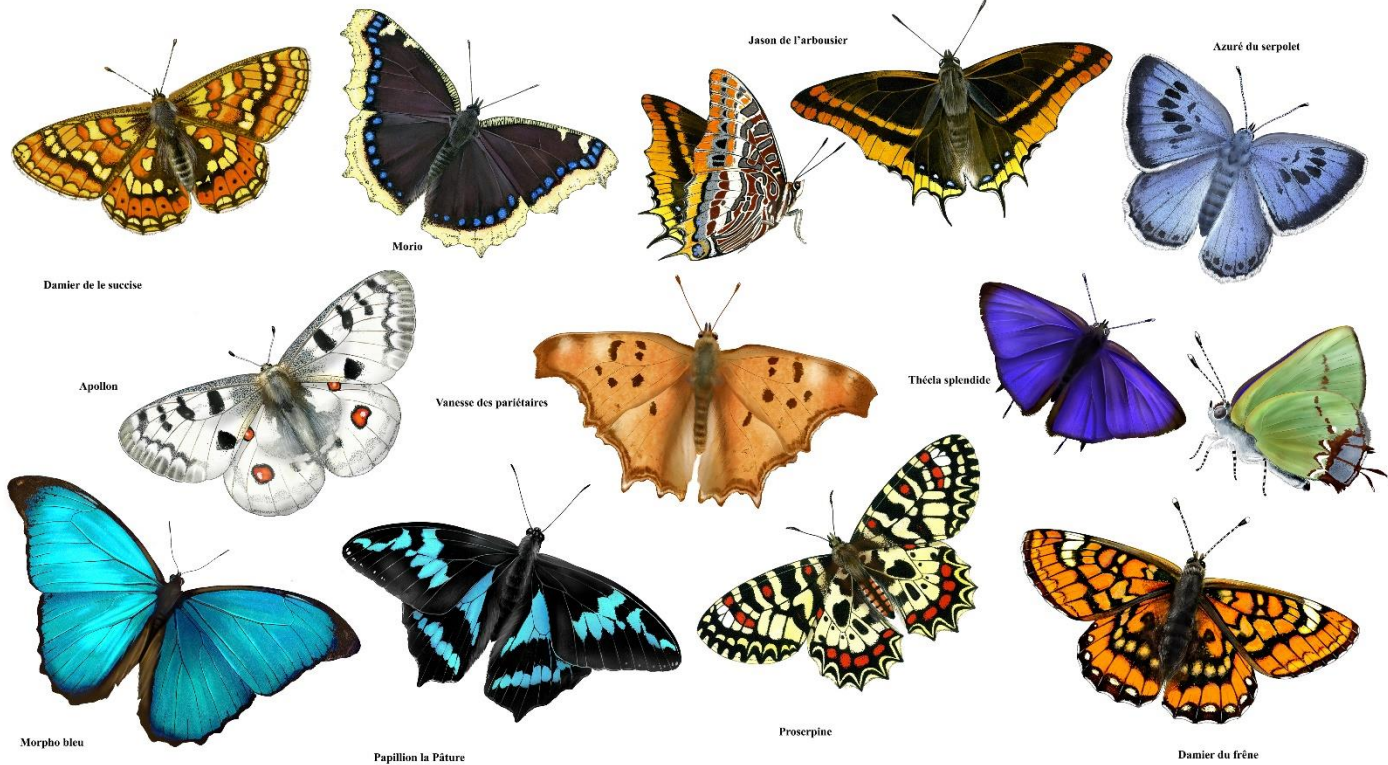 Jason de l'arbousier
Azuré du serpolet
Morio
Damier de le succise
Apollon
Vanesse des pariétaires
Thécla splendide
Morpho bleu
Papillion la Pâture
Proserpine
Damier du frêne